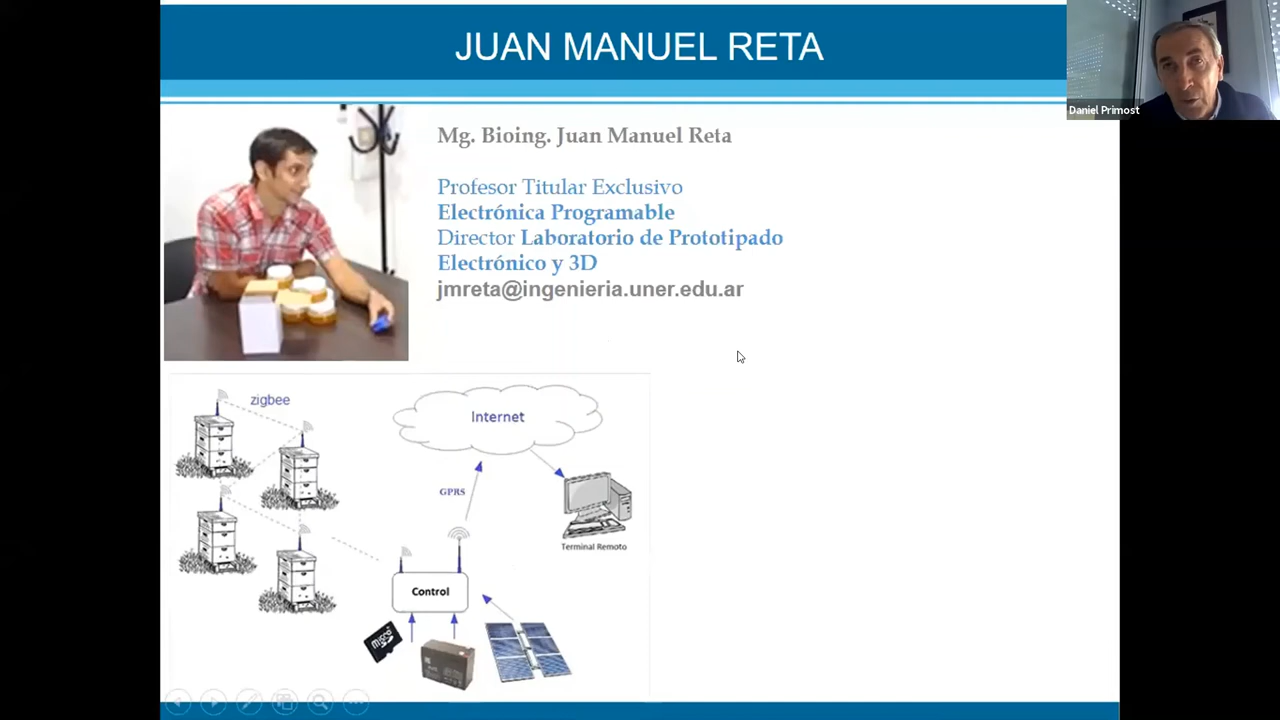 JUAN MANUEL RETA
Daniel Primost
Mg. Bioing. Juan Manuel Reta
Profesor Titular Exclusivo
Electrónica Programable
Director Laboratorio de Prototipado
Electrónico y 3D
jmreta@ingenieria.uner.edu.ar
zigbee
Internet
GPRS
Terminal Remoto
Control
micro